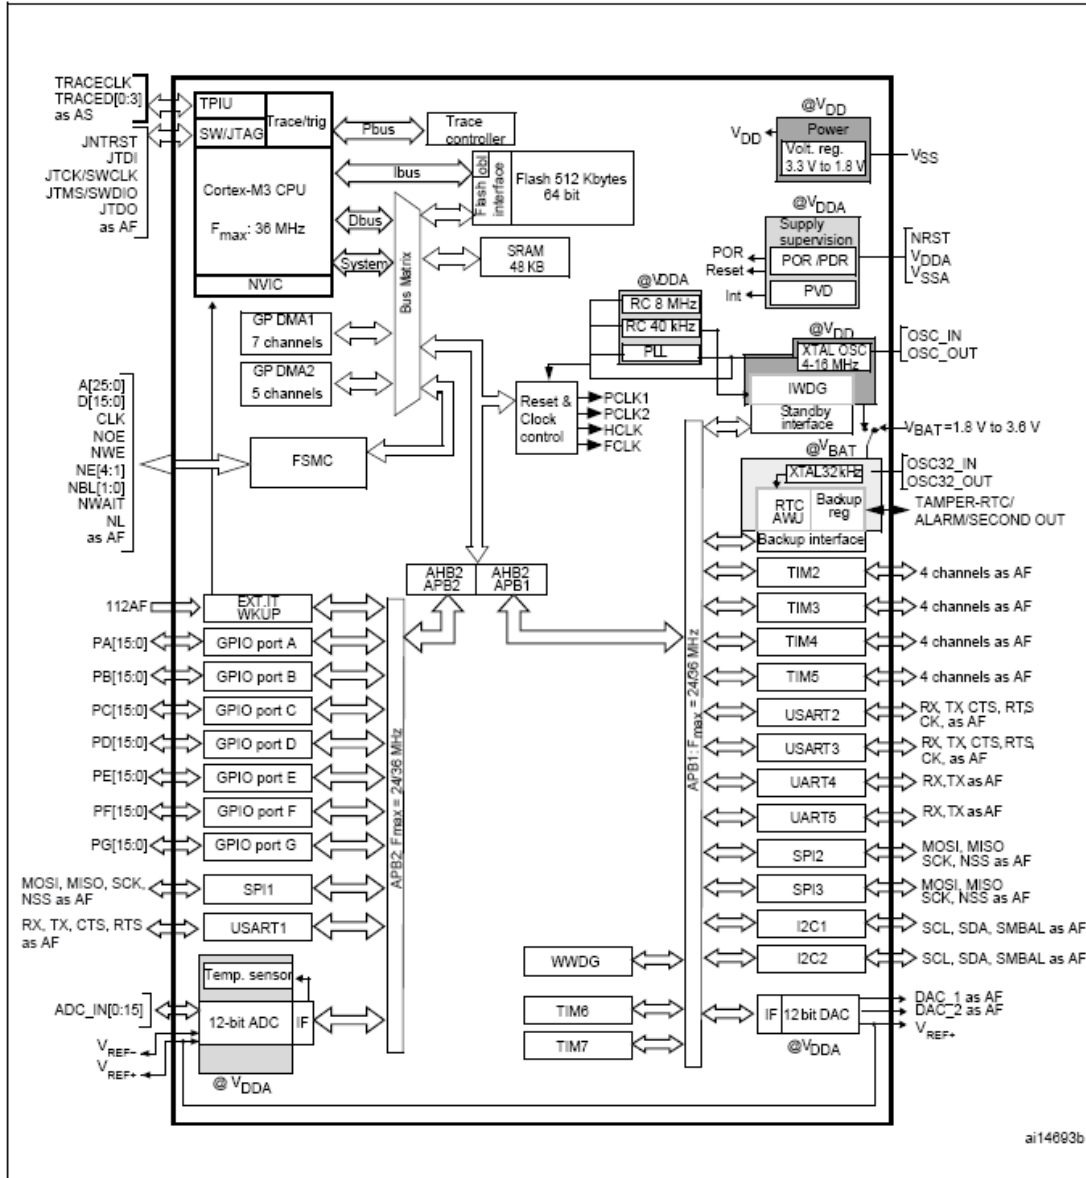 TRACECLK
TRACED[0:3]
as AS
JNTRST
JTDI
JTCK/SWCLK
JTMS/SWDIO
JTDO
as AF
TPIU
SW/JTAG
Trace/trig
Cortex-M3 CPU
Fmax: 36 MHz
NVIC
Pbus
Trace
controller
Ibus
Flash obl
interface
Flash 512 Kbytes
64 bit
Dbus
System
Bus Matrix
SRAM
48 KB
GP DMA1
7 channels
GP DMA2
5 channels
A[25:0]
D[15:0]
CLK
NOE
NWE
NE[4:1]
NBL[1:0]
NWAIT
NL
as AF
FSMC
@VDD
VDD
Power
Volt. reg.
3.3 V to 1.8 V
VSS
@VDDA
Supply
supervision
POR
Reset
Int
POR /PDR
PVD
NRST
VDDA
VSSA
@VDDA
RC 8 MHz
RC 40 kHz
PLL
@VDD
XTAL OSC
4-16 MHz
OSC_IN
OSC_OUT
IWDG
Standby
interface
Reset &
Clock
control
PCLK1
PCLK2
HCLK
FCLK
VBAT=1.8 V to 3.6 V
@VBAT
XTAL32kHz
OSC32_IN
OSC32_OUT
RTC
AWU
Backup
reg
TAMPER-RTC/
ALARM/SECOND OUT
Backup interface
AHB2
APB2
AHB2
APB1
112AF
EXT.IT
WKUP
PA[15:0]
GPIO port A
PB[15:0]
GPIO port B
PC[15:0]
GPIO port C
PD[15:0]
GPIO port D
PE[15:0]
GPIO port E
PF[15:0]
GPIO port F
PG[15:0]
GPIO port G
MOSI, MISO, SCK,
NSS as AF
SPI1
RX, TX, CTS, RTS
as AF
USART1
Temp. sensor
ADC_IN[0:15]
12-bit ADC
IF
VREF–
VREF+
@ VDDA
APB2: Fmax = 24/36 MHz
APB1: Fmax = 24/36 MHz
TIM2
4 channels as AF
TIM3
4 channels as AF
TIM4
4 channels as AF
TIM5
4 channels as AF
USART2
RX, TX CTS, RTS
CK, as AF
USART3
RX, TX, CTS, RTS,
CK, as AF
UART4
RX,TX as AF
UART5
RX, TX as AF
SPI2
MOSI, MISO
SCK, NSS as AF
SPI3
MOSI, MISO
SCK, NSS as AF
I2C1
SCL, SDA, SMBAL as AF
I2C2
SCL, SDA, SMBAL as AF
WWDG
TIM6
TIM7
IF
12bit DAC
DAC_1 as AF
DAC_2 as AF
VREF+
@VDDA
ai14693b